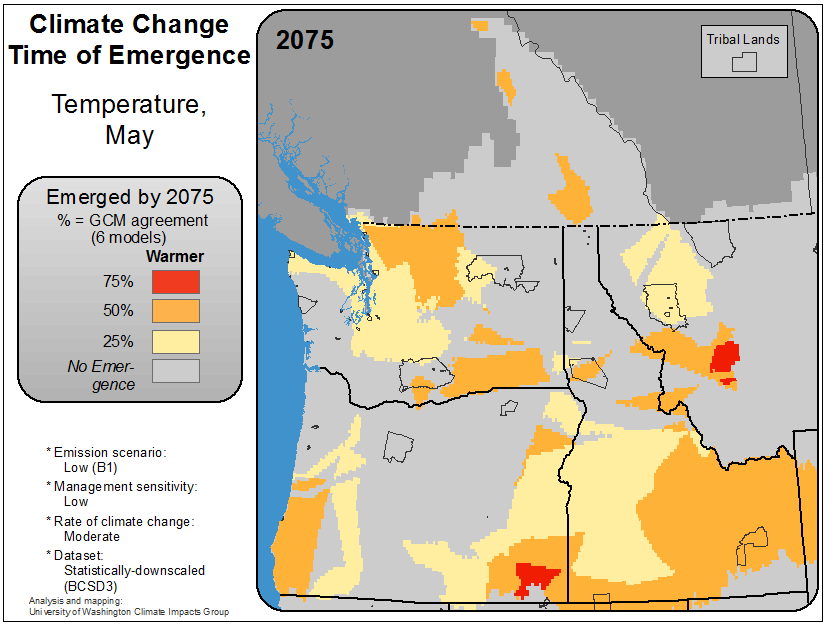 Climate Change
Time of Emergence
Temperature,
May
Emerged by 2075
% = GCM agreement
(6 models)
Warmer
75%
50%
25%
No Emer-
gence
* Emission scenario:
Low (B1)
* Management sensitivity:
Low
* Rate of climate change:
Moderate
* Dataset:
Statistically-downscaled
(BCSD3)
Analysis and mapping:
University of Washington Climate Impacts Group
2075
Tribal Lands